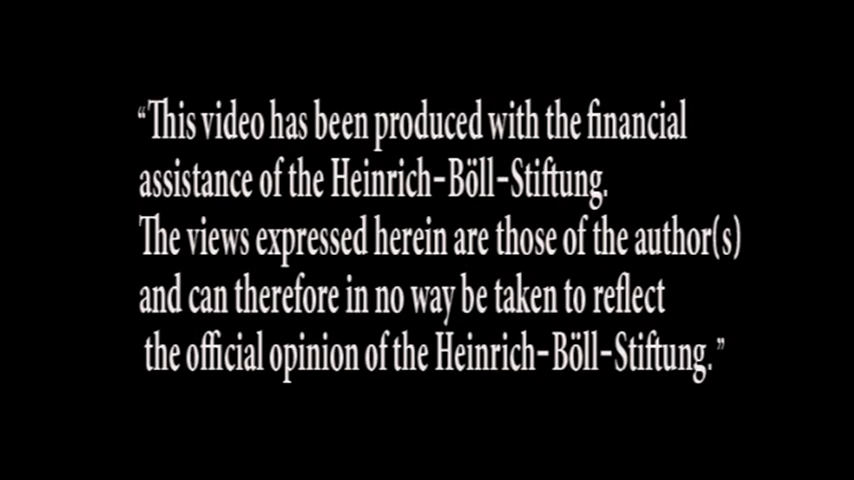 “This video has been produced with the financial
assistance of the Heinrich-Böll-Stiftung.
The views expressed herein are those of the author(s)
and can therefore in no way be taken to reflect
the official opinion of the Heinrich-Böll-Stiftung.”